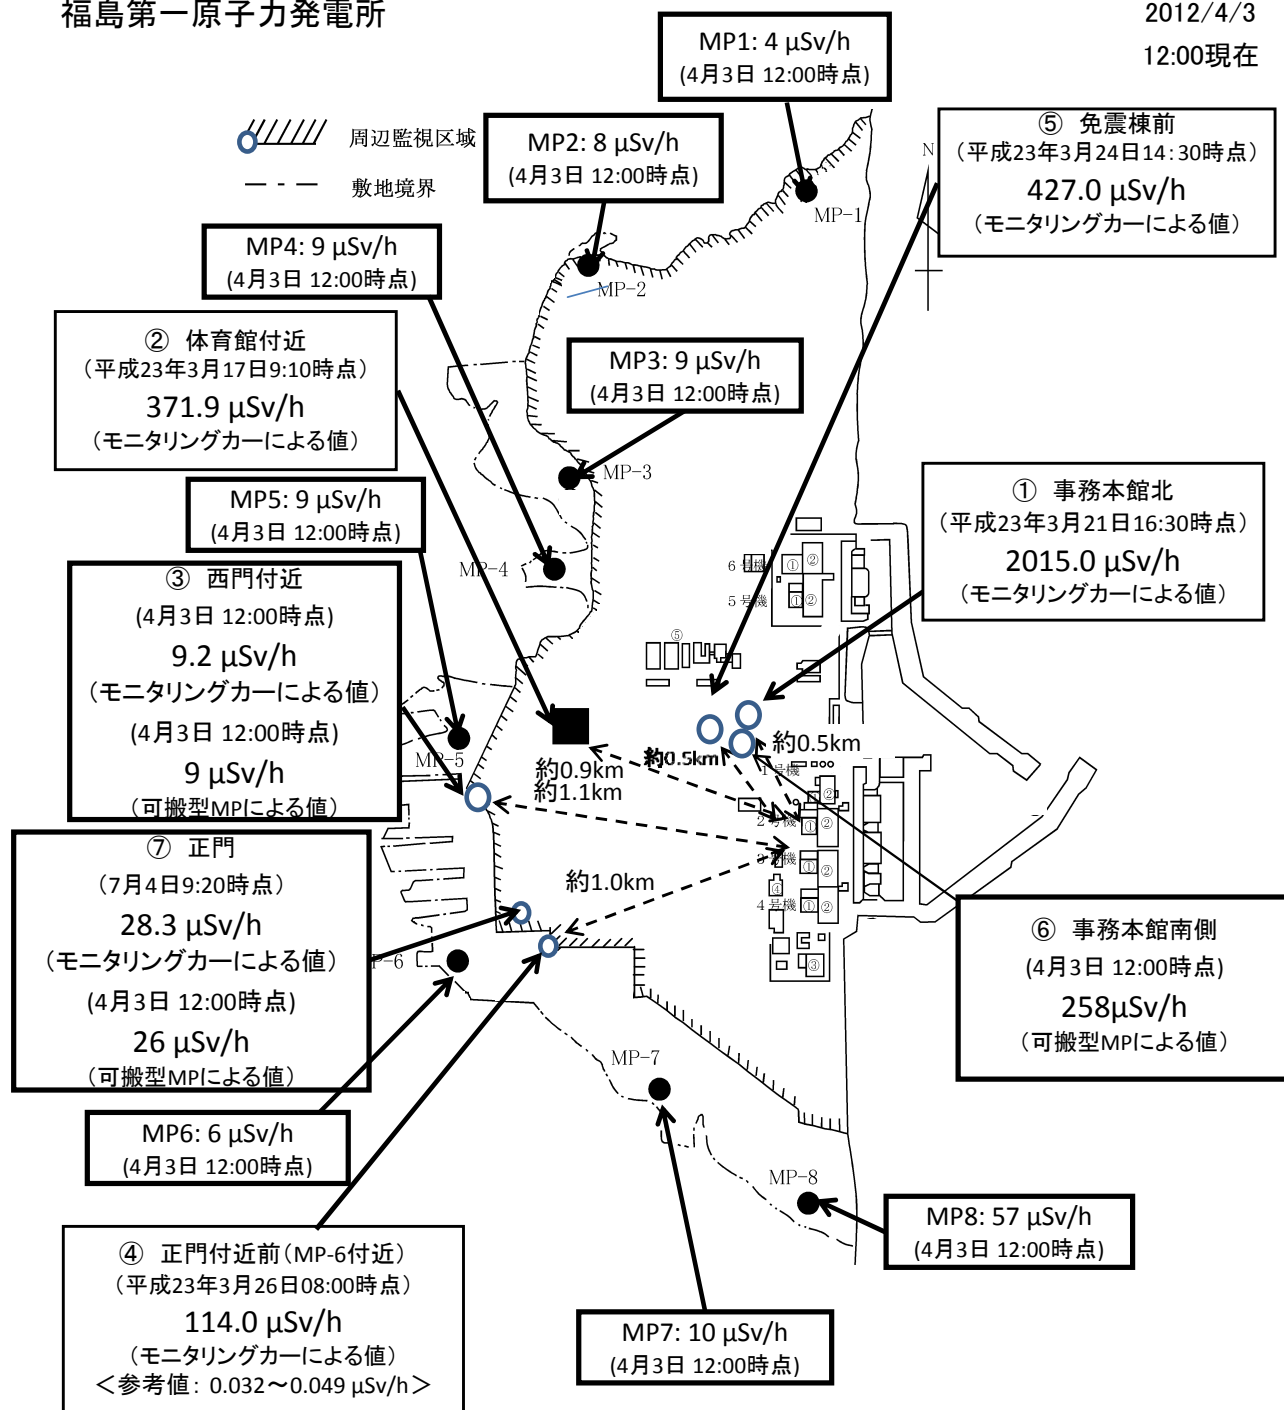 福島第一原子力発電所
2012/4/3
12:00現在
周辺監視区域
敷地境界
MP1: 4 μSv/h
(4月3日 12:00時点)
MP2: 8 μSv/h
(4月3日 12:00時点)
⑤ 免震棟前
(平成23年3月24日14:30時点)
427.0 μSv/h
(モニタリングカーによる値)
N
MP-1
MP4: 9 μSv/h
(4月3日 12:00時点)
MP-2
② 体育館付近
(平成23年3月17日9:10時点)
371.9 μSv/h
(モニタリングカーによる値)
MP3: 9 μSv/h
(4月3日 12:00時点)
MP-3
MP5: 9 μSv/h
(4月3日 12:00時点)
① 事務本館北
(平成23年3月21日16:30時点)
2015.0 μSv/h
(モニタリングカーによる値)
MP-4
③ 西門付近
(4月3日 12:00時点)
9.2 μSv/h
(モニタリングカーによる値)
(4月3日 12:00時点)
9 μSv/h
(可搬型MPによる値)
6号機
① ②
5号機
① ②
⑤
MP-5
約0.9km
約1.1km
約0.5km
約0.5km
1号機
②
2号機
① ②
3号機
① ②
④
4号機
① ②
③
約1.0km
⑦ 正門
(7月4日9:20時点)
28.3 μSv/h
(モニタリングカーによる値)
(4月3日 12:00時点)
26 μSv/h
(可搬型MPによる値)
P-6
⑥ 事務本館南側
(4月3日 12:00時点)
258μSv/h
(可搬型MPによる値)
MP-7
MP6: 6 μSv/h
(4月3日 12:00時点)
MP-8
MP8: 57 μSv/h
(4月3日 12:00時点)
④ 正門付近前(MP-6付近)
(平成23年3月26日08:00時点)
114.0 μSv/h
(モニタリングカーによる値)
<参考値: 0.032～0.049 μSv/h>
MP7: 10 μSv/h
(4月3日 12:00時点)